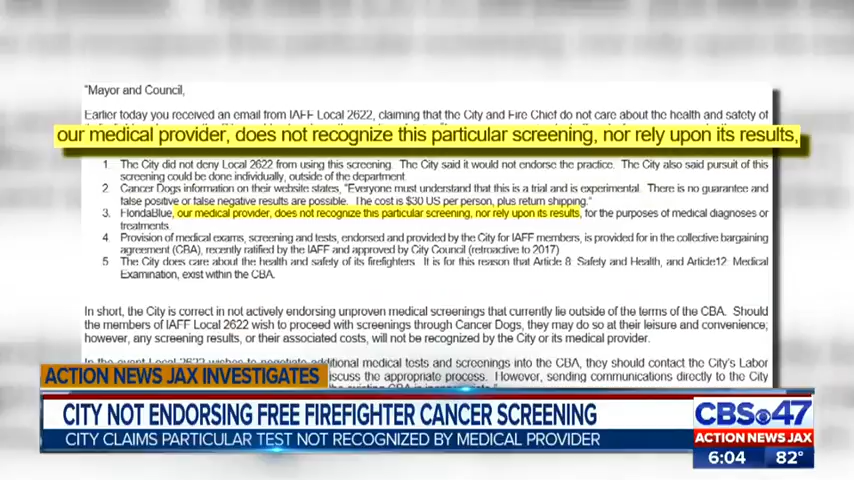 "Mayor and Council,
Earlier today you received an email from IAFF Local 2622, claiming that the City and Fire Chief do not care about the health and safety of
our medical provider, does not recognize this particular screening, nor rely upon its results,
1. The City did not deny Local 2622 from using this screening. The City said it would not endorse the practice. The City also said pursuit of this
screening could be done individually, outside of the department.
2. Cancer Dogs information on their website states, "Everyone must understand that this is a trial and is experimental. There is no guarantee and
false positive or false negative results are possible. The cost is $30 US per person, plus return shipping."
3. FloridaBlue, our medical provider, does not recognize this particular screening, nor rely upon its results, for the purposes of medical diagnoses or
treatments.
4 Provision of medical exams, screening and tests, endorsed and provided by the City for IAFF members, is provided for in the collective bargaining
agreement (CBA), recently ratified by the IAFF and approved by City Council (retroactive to 2017)
5 The City does care about the health and safety of its firefighters. It is for this reason that Article 8 Safety and Health, and Article12 Medical
Examination, exist within the CBA.
In short, the City is correct in not actively endorsing unproven medical screenings that currently lie outside of the terms of the CBA. Should
the members of IAFF Local 2622 wish to proceed with screenings through Cancer Dogs, they may do so at their leisure and convenience;
however, any screening results, or their associated costs, will not be recognized by the City or its medical provider.
In the event Local 2622 wishes to negotiate additional medical tests and screenings into the CBA, they should contact the City's Labor
discuss the appropriate process. However, sending communications directly to the City
ACTION NEWS JAX INVESTIGATES
CITY NOT ENDORSING FREE FIREFIGHTER CANCER SCREENING
CITY CLAIMS PARTICULAR TEST NOT RECOGNIZED BY MEDICAL PROVIDER
CBS 47
ACTION NEWS JAX
6:04 82°